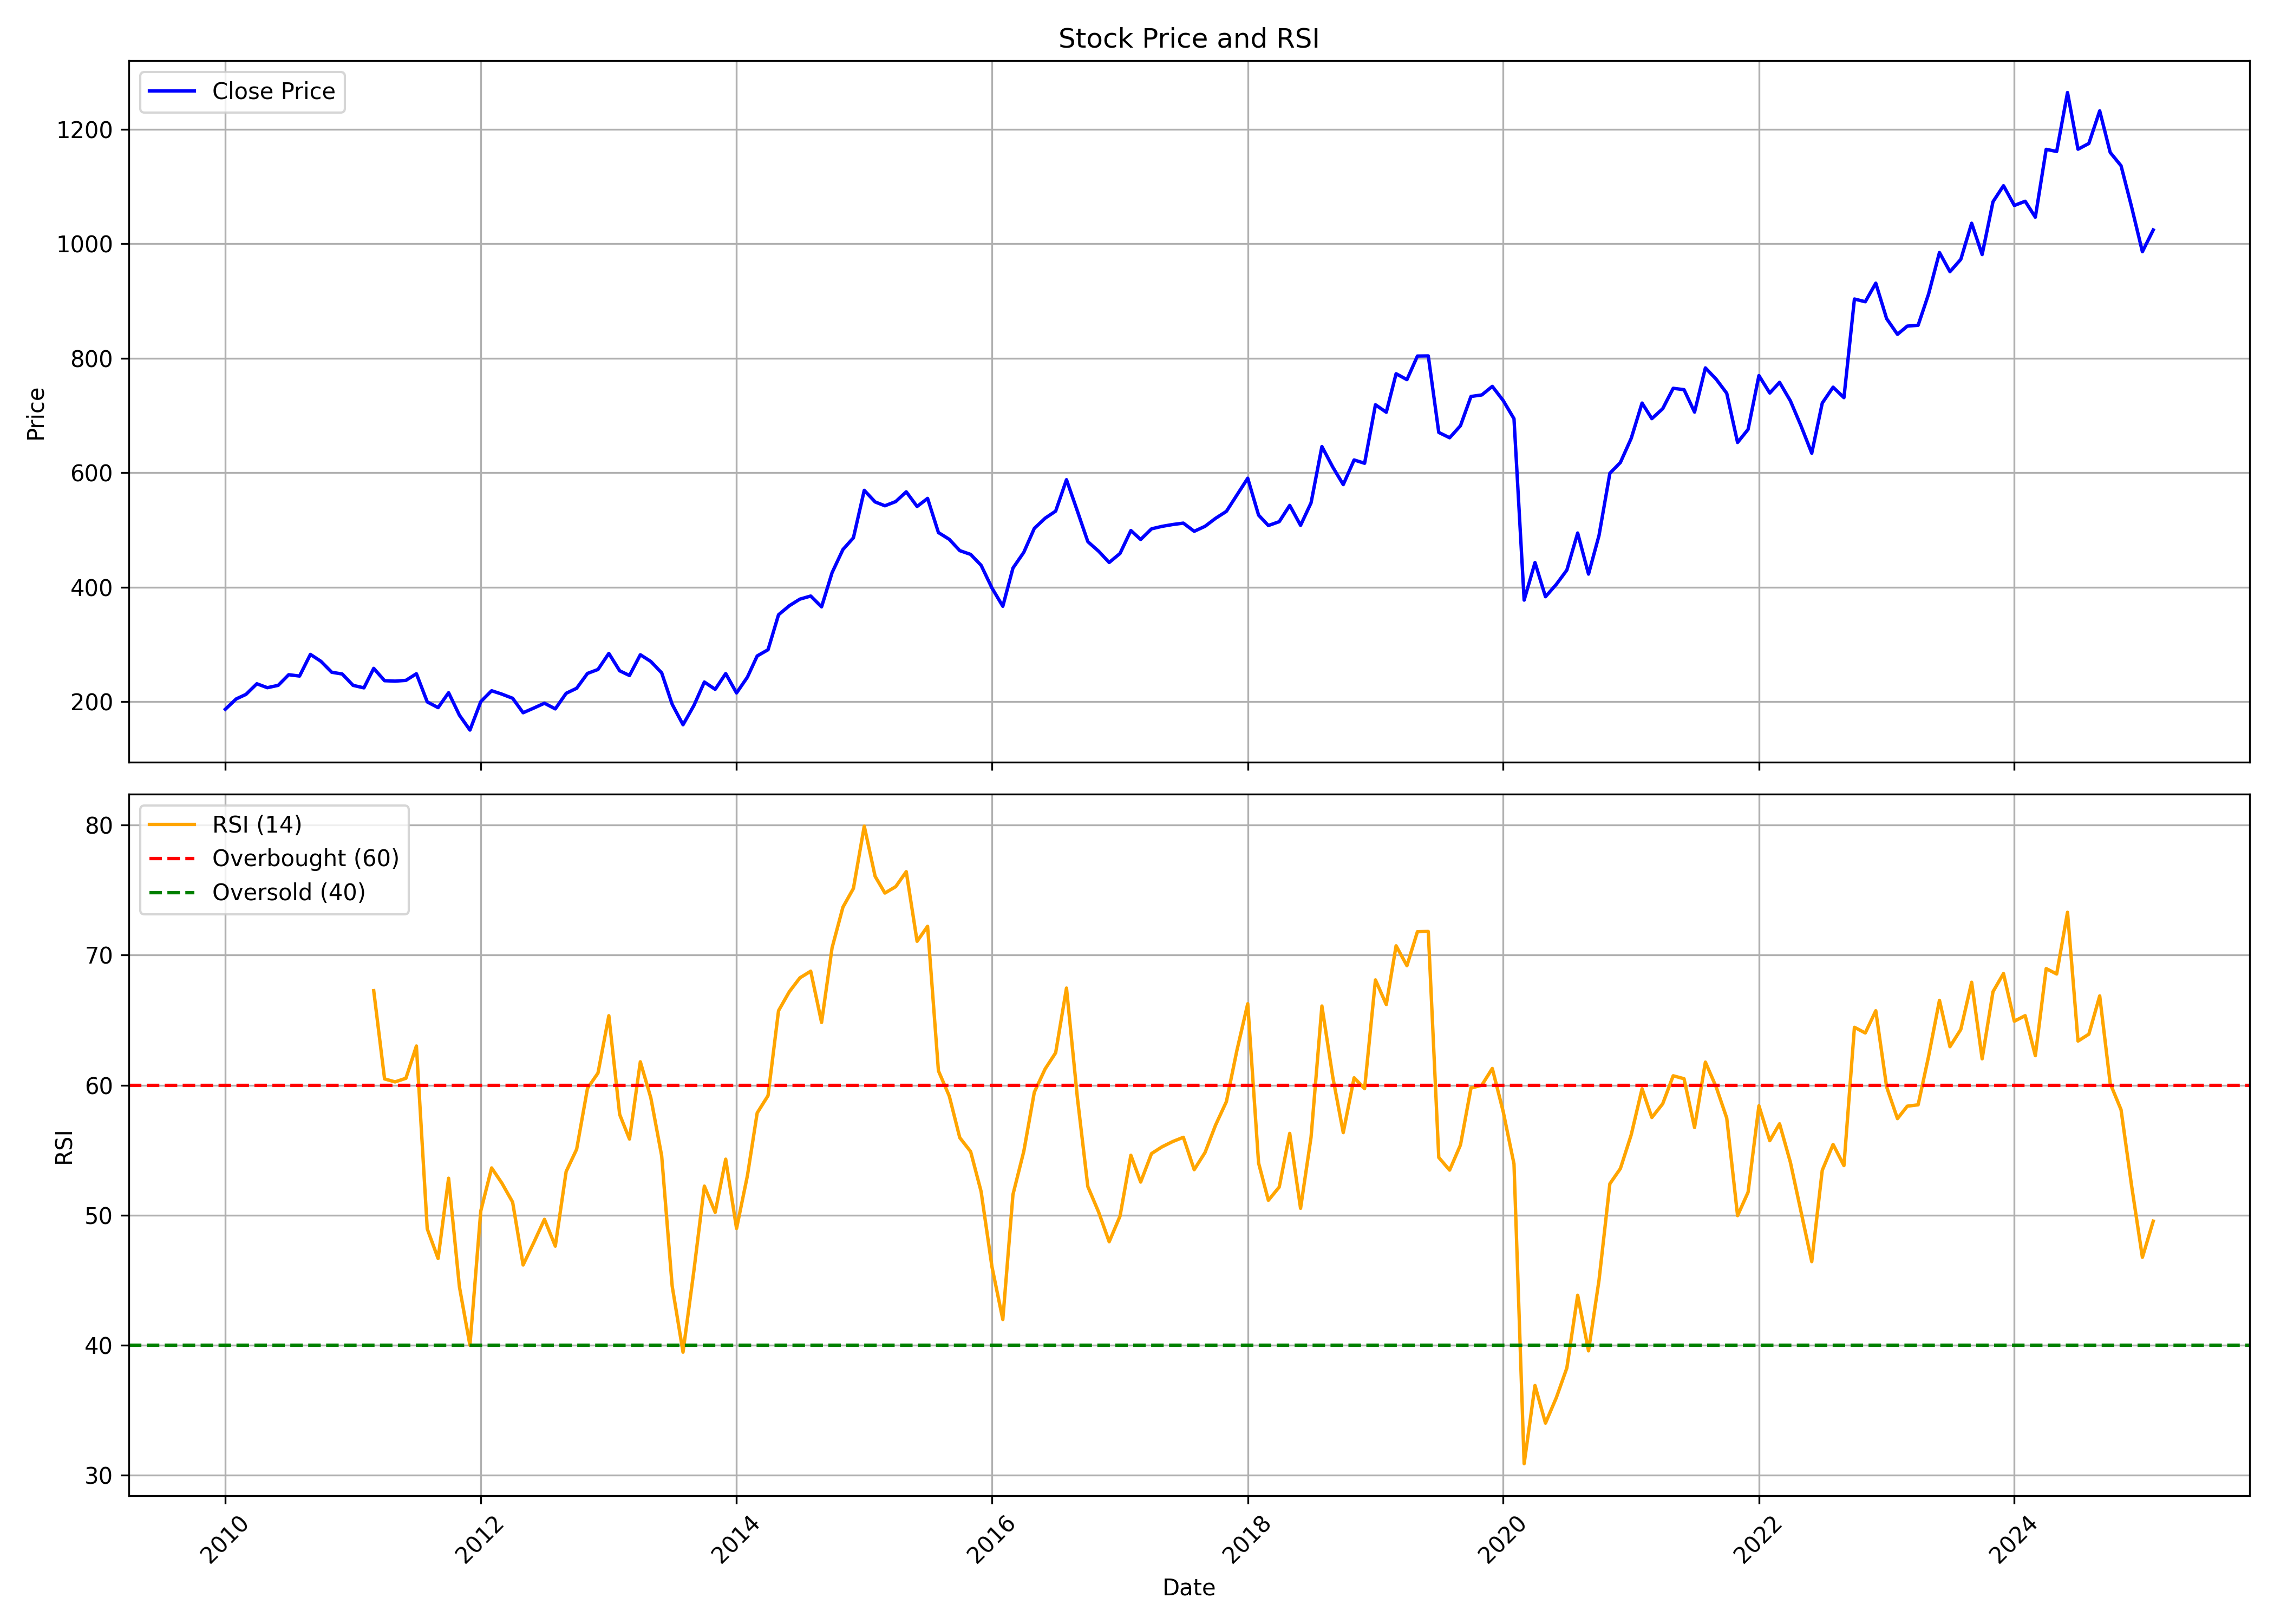 Stock Price and RSI
Close Price
1200
1000
800
600
400
200
Price
RSI (14)
Overbought (60)
Oversold (40)
80
70
60
50
40
30
RSI
2010
2012
2014
2016
2018
2020
2022
2024
Date